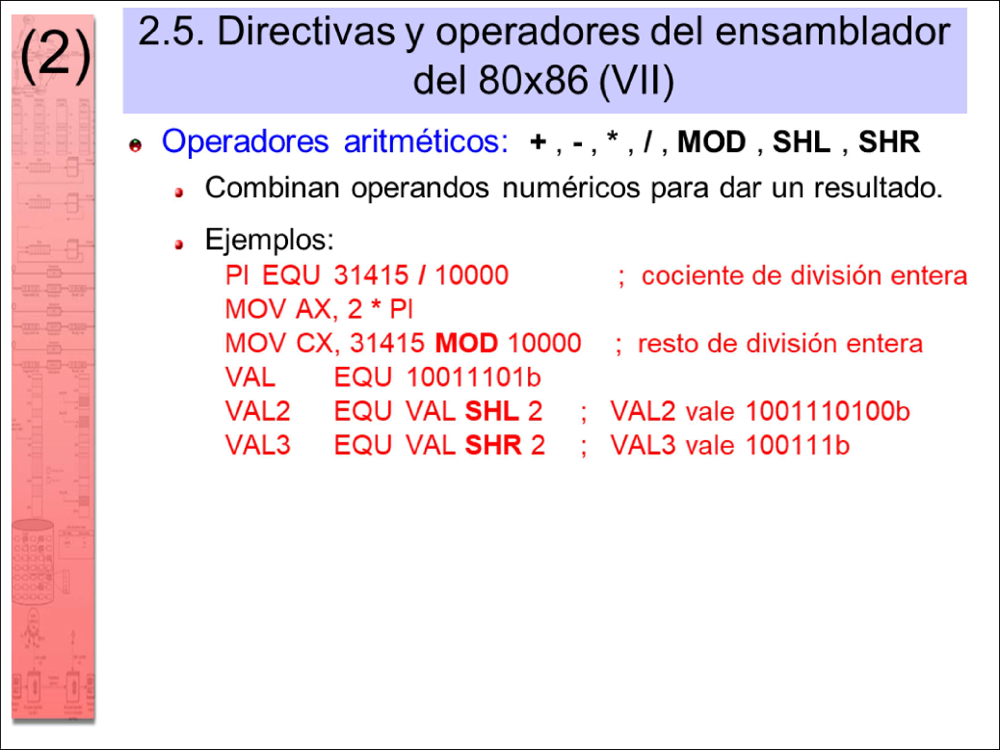 (2)
2.5. Directivas y operadores del ensamblador
del 80x86 (VII)
Operadores aritméticos: + , - , * , / , MOD , SHL , SHR
Combinan operandos numéricos para dar un resultado.
Ejemplos:
PI EQU 31415 / 10000 ; cociente de división entera
MOV AX, 2 * PI
MOV CX, 31415 MOD 10000 ; resto de división entera
VAL EQU 10011101b
VAL2 EQU VAL SHL 2 ; VAL2 vale 1001110100b
VAL3 EQU VAL SHR 2 ; VAL3 vale 100111b